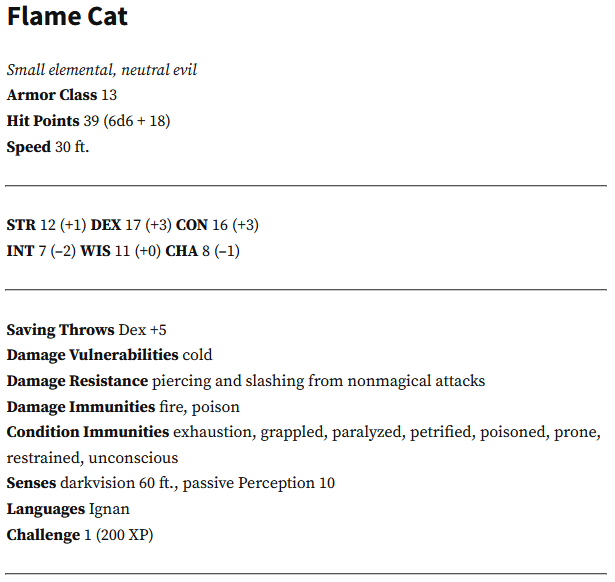 Flame Cat
Small elemental, neutral evil
Armor Class 13
Hit Points 39 (6d6 + 18)
Speed 30 ft.
STR 12 (+1) DEX 17 (+3) CON 16 (+3)
INT 7 (–2) WIS 11 (+0) CHA 8 (–1)
Saving Throws Dex +5
Damage Vulnerabilities cold
Damage Resistance piercing and slashing from nonmagical attacks
Damage Immunities fire, poison
Condition Immunities exhaustion, grappled, paralyzed, petrified, poisoned, prone,
restrained, unconscious
Senses darkvision 60 ft., passive Perception 10
Languages Ignan
Challenge 1 (200 XP)